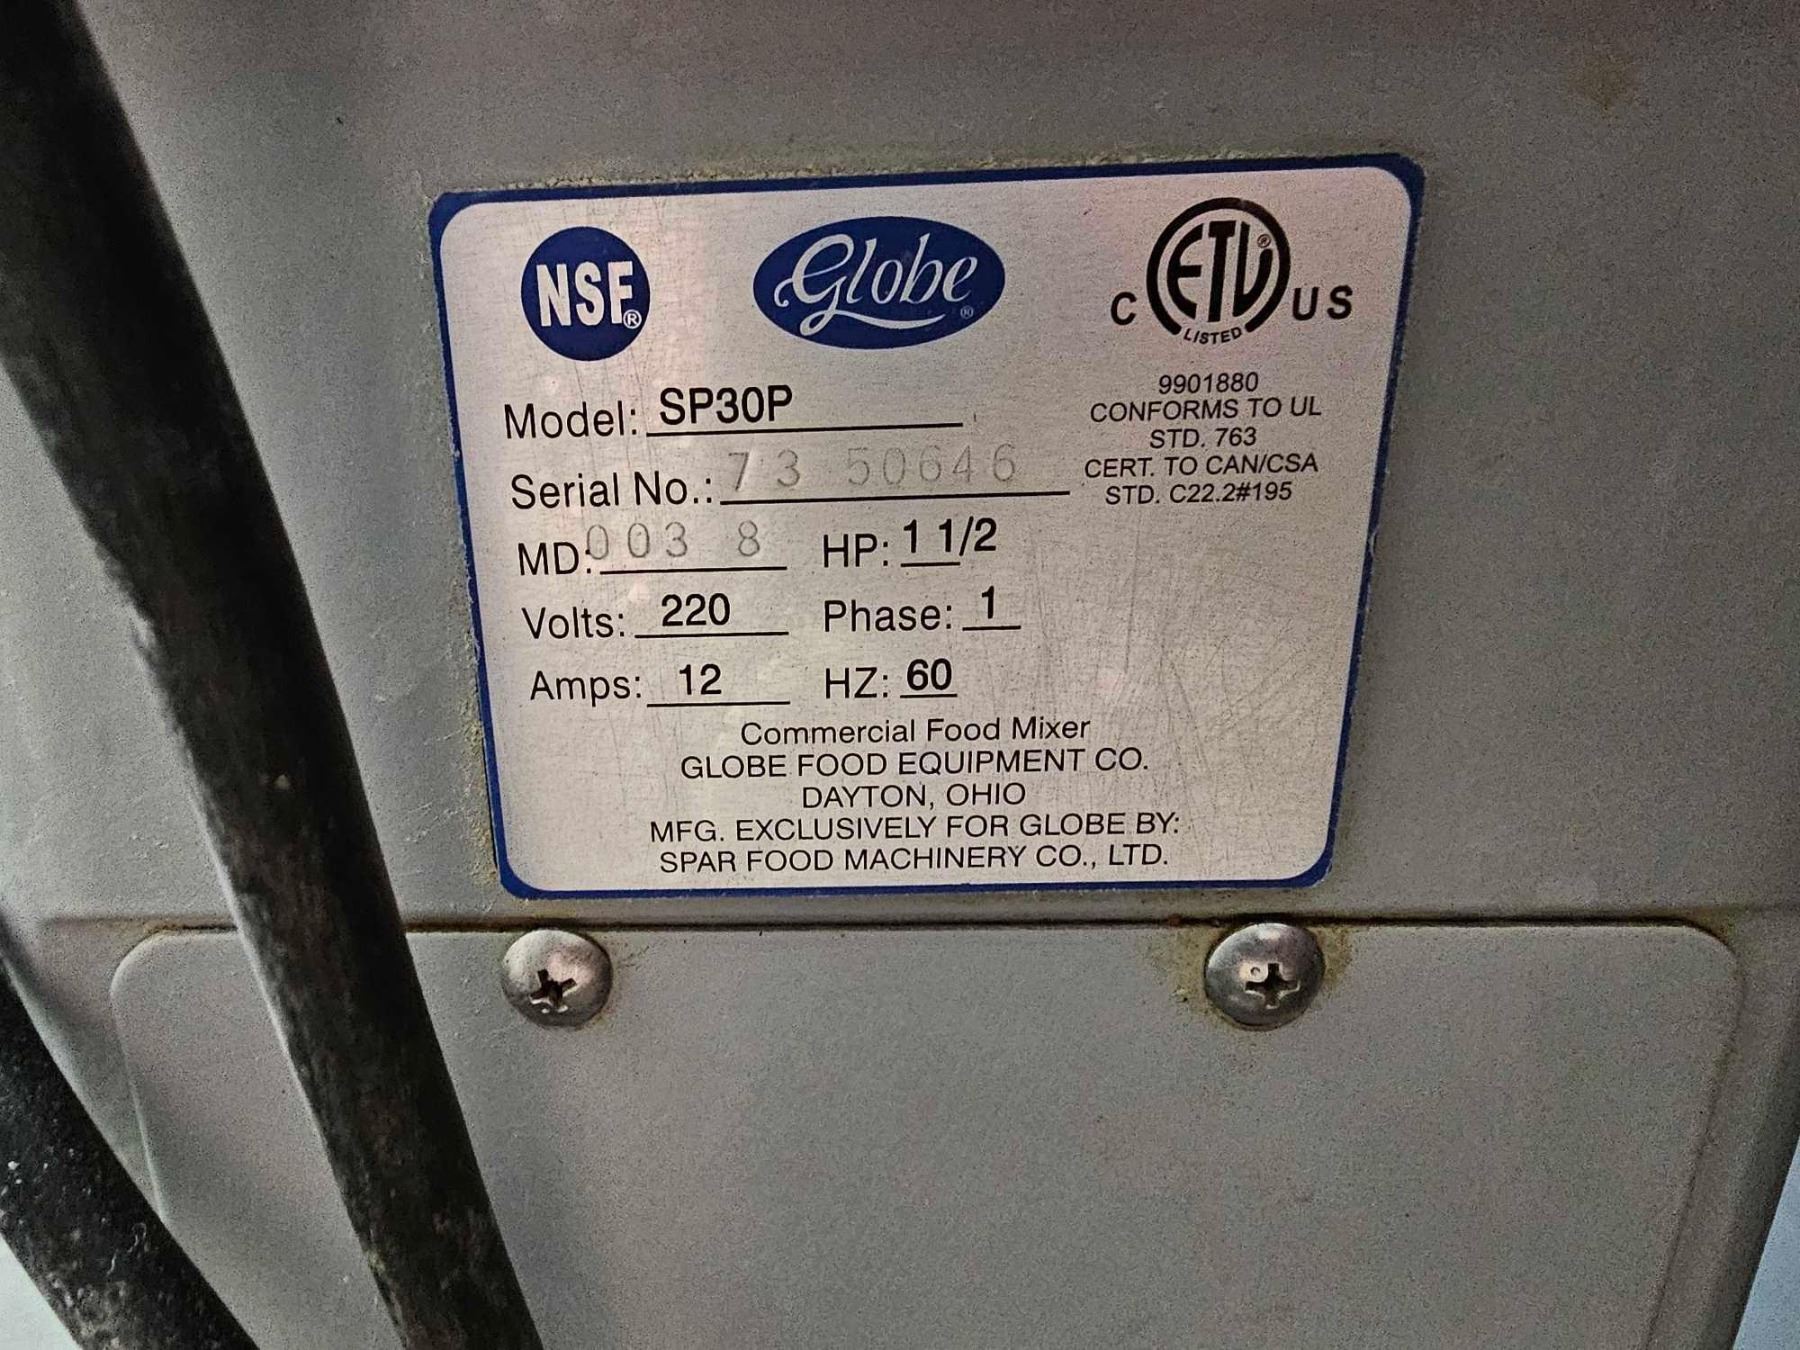 NSF®
Globe®
C ETL® US
LISTED
9901880
CONFORMS TO UL
STD. 763
CERT. TO CAN/CSA
STD. C22.2#195
Model: SP30P
Serial No.: 73 50646
MD: 003 8 HP: 1 1/2
Volts: 220 Phase: 1
Amps: 12 HZ: 60
Commercial Food Mixer
GLOBE FOOD EQUIPMENT CO.
DAYTON, OHIO
MFG. EXCLUSIVELY FOR GLOBE BY:
SPAR FOOD MACHINERY CO., LTD.